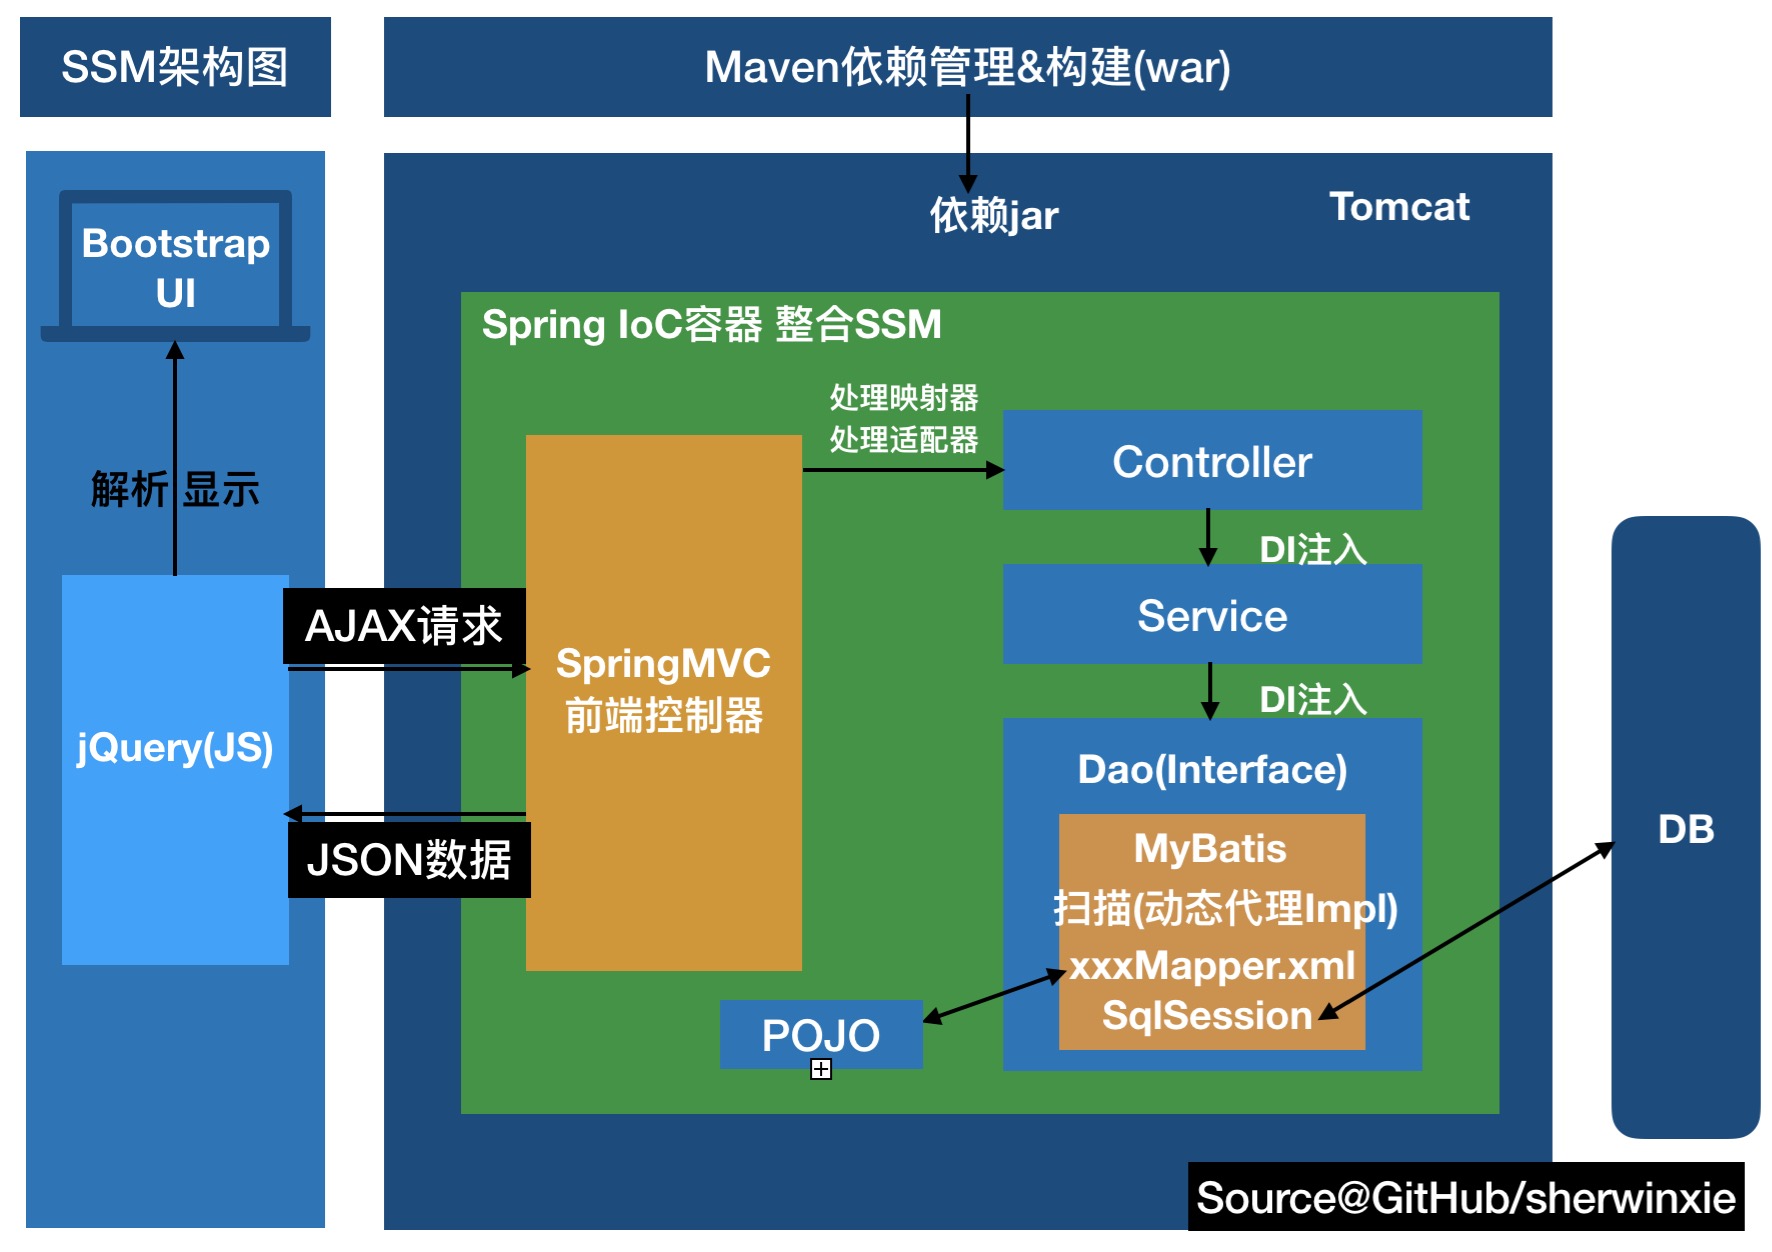 SSM架构图
Maven依赖管理&构建(war)
依赖jar
Tomcat
Bootstrap
UI
解析 显示
jQuery(JS)
AJAX请求
JSON数据
Spring IoC容器 整合SSM
SpringMVC
前端控制器
处理映射器
处理适配器
Controller
DI注入
Service
DI注入
Dao(Interface)
MyBatis
扫描(动态代理Impl)
xxxMapper.xml
SqlSession
POJO
DB
Source@GitHub/sherwinxie